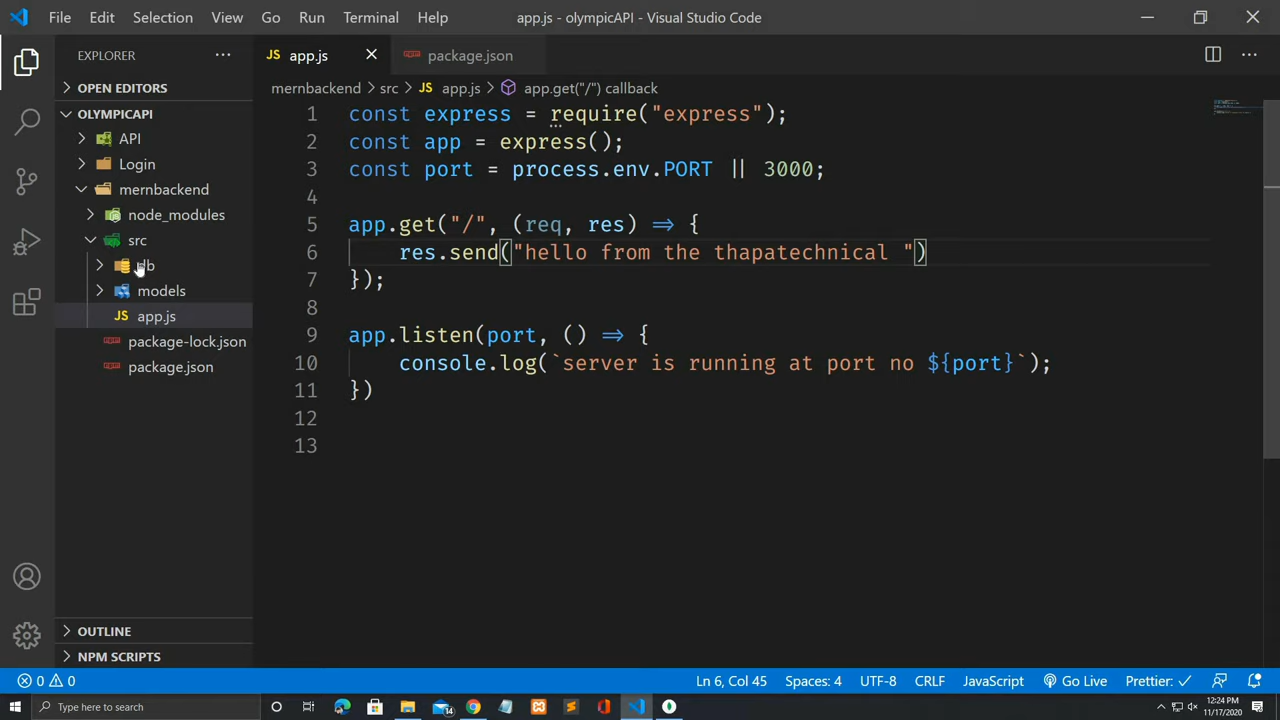 File Edit Selection View Go Run Terminal Help app.js - olympicAPI - Visual Studio Code
EXPLORER ···
JS app.js package.json
OPEN EDITORS
mernbackend > src > JS app.js > app.get("/") callback
OLYMPICAPI
API
Login
mernbackend
node_modules
src
db
models
JS app.js
package-lock.json
package.json
OUTLINE
NPM SCRIPTS
1 const express = require("express");
2 const app = express();
3 const port = process.env.PORT || 3000;
4
5 app.get("/", (req, res) => {
6 res.send("hello from the thapatechnical ")
7 });
8
9 app.listen(port, () => {
10 console.log(`server is running at port no ${port}`);
11 })
12
13
0 0 Ln 6, Col 45 Spaces: 4 UTF-8 CRLF JavaScript Go Live Prettier: ✓
Type here to search 14 12:24 PM
11/17/2020